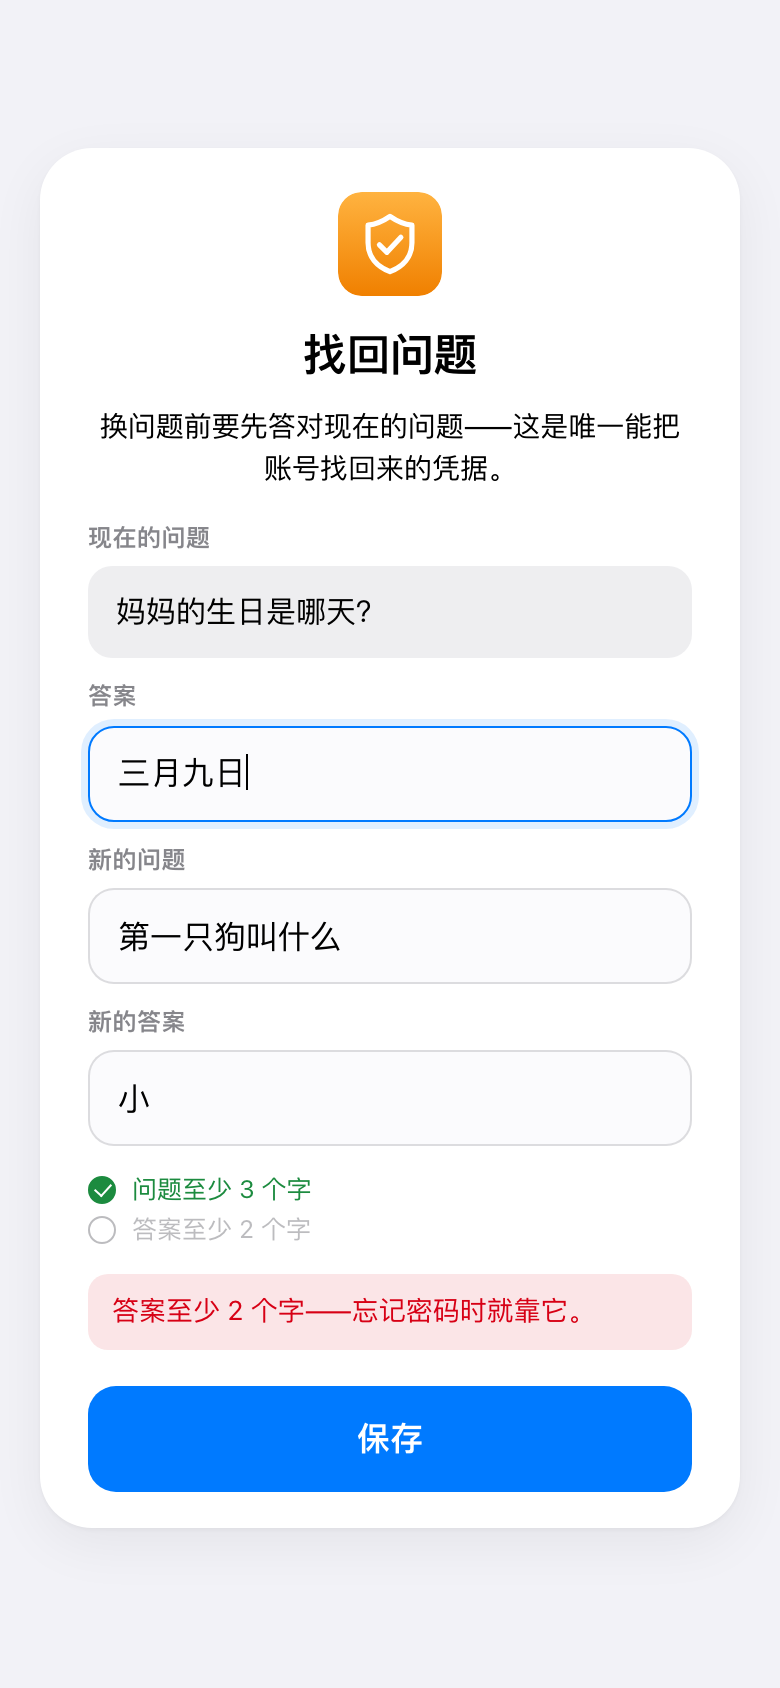 找回问题
换问题前要先答对现在的问题——这是唯一能把
账号找回来的凭据。
现在的问题
妈妈的生日是哪天?
答案
三月九日
新的问题
第一只狗叫什么
新的答案
小
问题至少 3 个字
答案至少 2 个字
答案至少 2 个字——忘记密码时就靠它。
保存